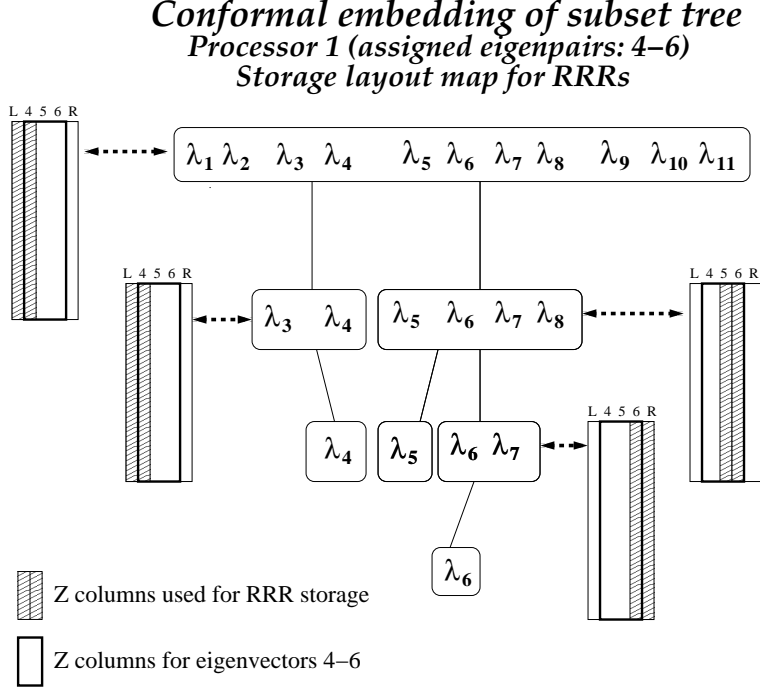 Conformal embedding of subset tree
Processor 1 (assigned eigenpairs: 4–6)
Storage layout map for RRRs
L 4 5 6 R
λ1 λ2 λ3 λ4 λ5 λ6 λ7 λ8 λ9 λ10 λ11
L 4 5 6 R
λ3 λ4
λ5 λ6 λ7 λ8
L 4 5 6 R
L 4 5 6 R
λ4
λ5
λ6 λ7
λ6
Z columns used for RRR storage
Z columns for eigenvectors 4–6